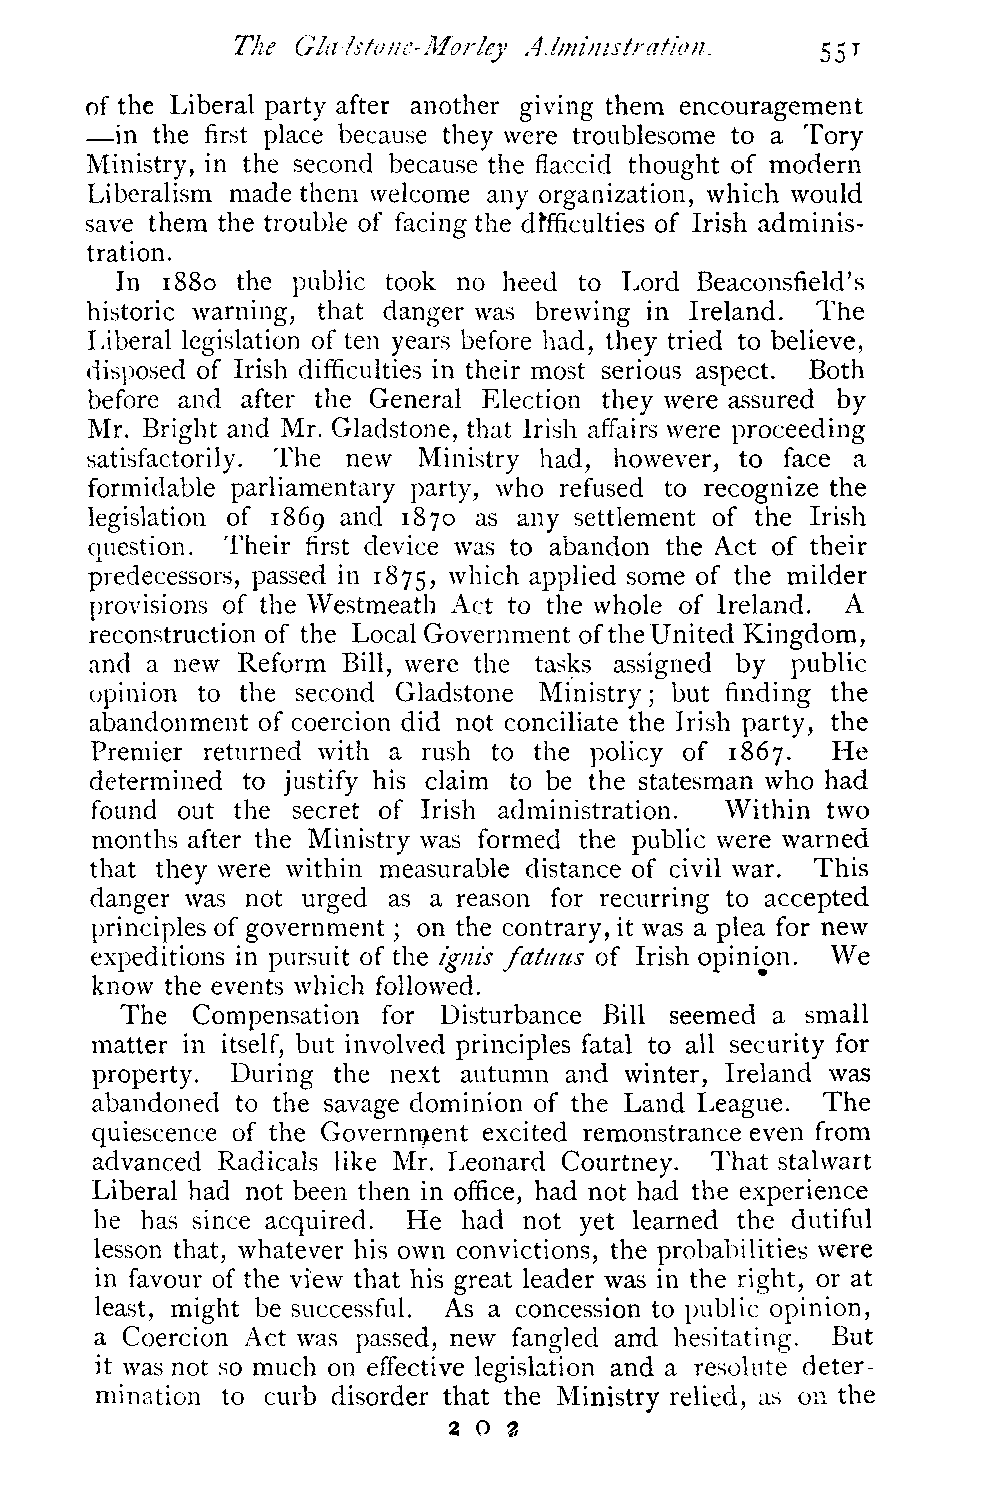 The Gladstone-Morley Administration. 551
of the Liberal party after another giving them encouragement
—in the first place because they were troublesome to a Tory
Ministry, in the second because the flaccid thought of modern
Liberalism made them welcome any organization, which would
save them the trouble of facing the difficulties of Irish adminis-
tration.
In 1880 the public took no heed to Lord Beaconsfield's
historic warning, that danger was brewing in Ireland. The
Liberal legislation of ten years before had, they tried to believe,
disposed of Irish difficulties in their most serious aspect. Both
before and after the General Election they were assured by
Mr. Bright and Mr. Gladstone, that Irish affairs were proceeding
satisfactorily. The new Ministry had, however, to face a
formidable parliamentary party, who refused to recognize the
legislation of 1869 and 1870 as any settlement of the Irish
question. Their first device was to abandon the Act of their
predecessors, passed in 1875, which applied some of the milder
provisions of the Westmeath Act to the whole of Ireland. A
reconstruction of the Local Government of the United Kingdom,
and a new Reform Bill, were the tasks assigned by public
opinion to the second Gladstone Ministry; but finding the
abandonment of coercion did not conciliate the Irish party, the
Premier returned with a rush to the policy of 1867. He
determined to justify his claim to be the statesman who had
found out the secret of Irish administration. Within two
months after the Ministry was formed the public were warned
that they were within measurable distance of civil war. This
danger was not urged as a reason for recurring to accepted
principles of government ; on the contrary, it was a plea for new
expeditions in pursuit of the ignis fatuus of Irish opinion. We
know the events which followed.
The Compensation for Disturbance Bill seemed a small
matter in itself, but involved principles fatal to all security for
property. During the next autumn and winter, Ireland was
abandoned to the savage dominion of the Land League. The
quiescence of the Government excited remonstrance even from
advanced Radicals like Mr. Leonard Courtney. That stalwart
Liberal had not been then in office, had not had the experience
he has since acquired. He had not yet learned the dutiful
lesson that, whatever his own convictions, the probabilities were
in favour of the view that his great leader was in the right, or at
least, might be successful. As a concession to public opinion,
a Coercion Act was passed, new fangled and hesitating. But
it was not so much on effective legislation and a resolute deter-
mination to curb disorder that the Ministry relied, as on the
2 O 2